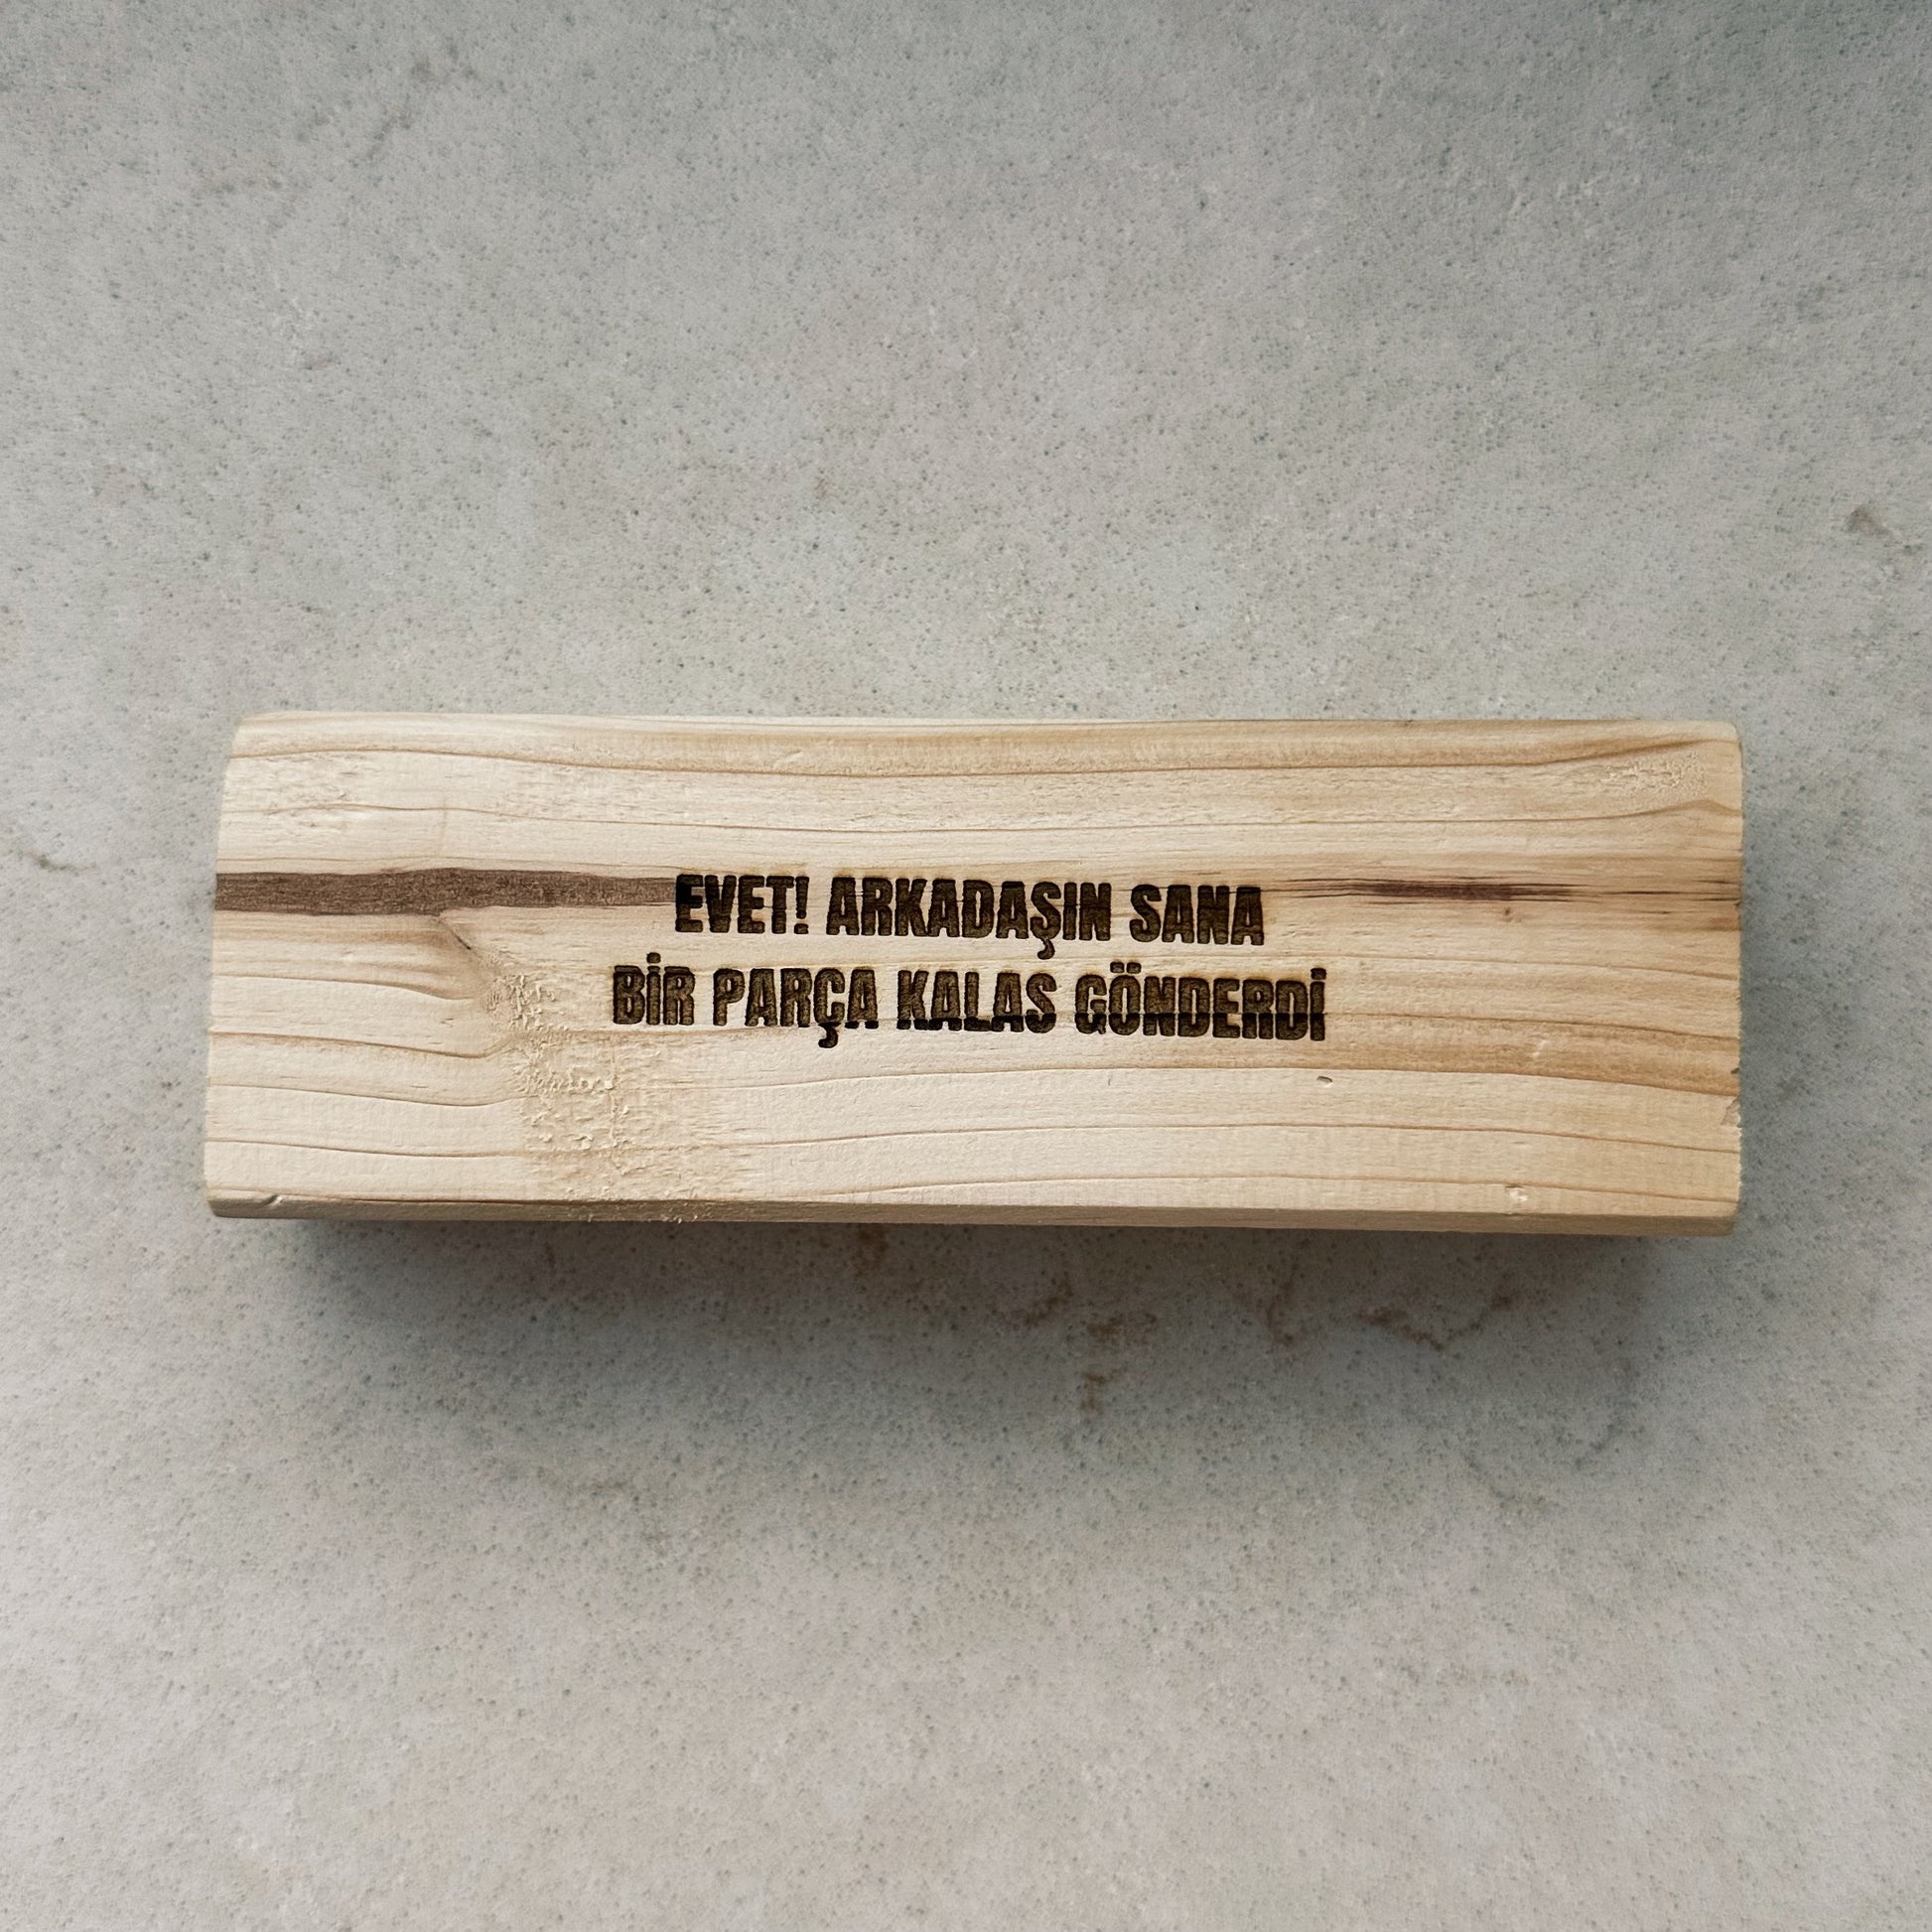 EVET! ARKADAŞIN SANA
BİR PARÇA KALAS GÖNDERDİ